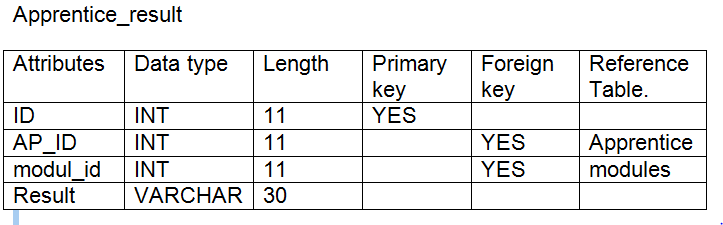 Apprentice_result
Attributes Data type Length Primary key Foreign key Reference Table.
ID INT 11 YES
AP_ID INT 11 YES Apprentice
modul_id INT 11 YES modules
Result VARCHAR 30
.